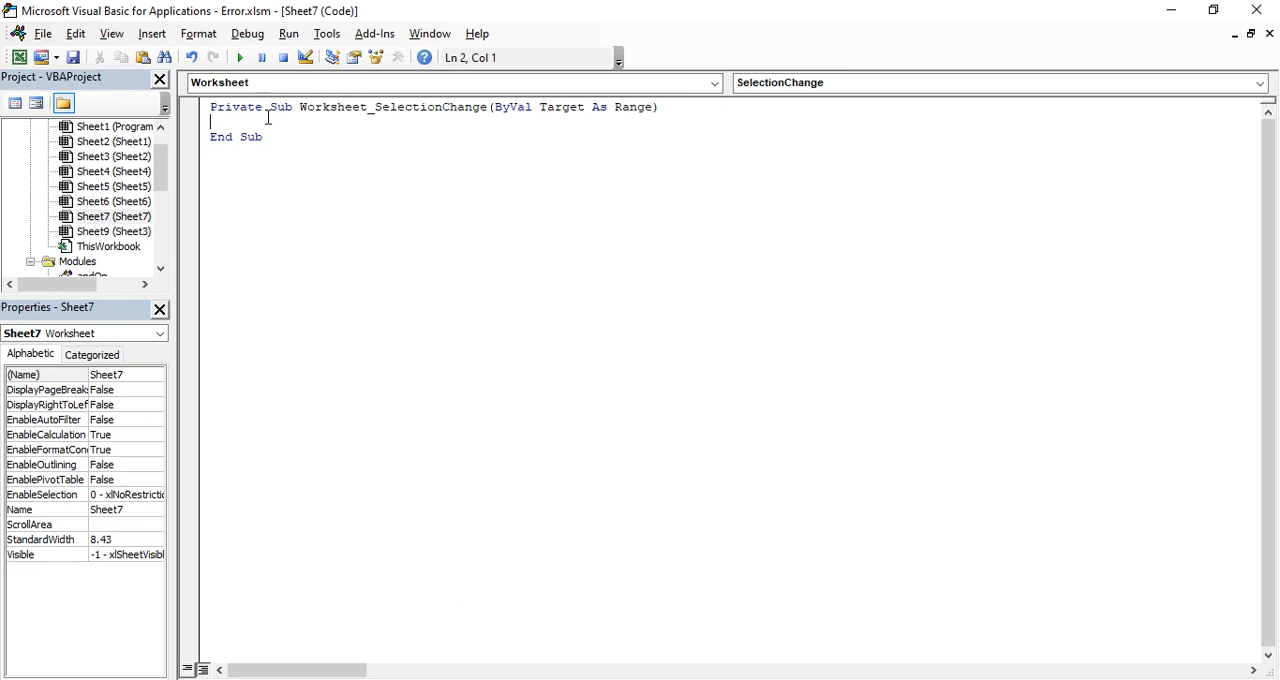 Microsoft Visual Basic for Applications - Error.xlsm - [Sheet7 (Code)]
File Edit View Insert Format Debug Run Tools Add-Ins Window Help
Ln 2, Col 1
Project - VBAProject
Worksheet
SelectionChange
Sheet1 (Program
Sheet2 (Sheet1)
Sheet3 (Sheet2)
Sheet4 (Sheet4)
Sheet5 (Sheet5)
Sheet6 (Sheet6)
Sheet7 (Sheet7)
Sheet9 (Sheet3)
ThisWorkbook
Modules
andOp
Private Sub Worksheet_SelectionChange(ByVal Target As Range)
End Sub
Properties - Sheet7
Sheet7 Worksheet
Alphabetic Categorized
(Name) Sheet7
DisplayPageBreaks False
DisplayRightToLef False
EnableAutoFilter False
EnableCalculation True
EnableFormatCon True
EnableOutlining False
EnablePivotTable False
EnableSelection 0 - xlNoRestrictio
Name Sheet7
ScrollArea
StandardWidth 8.43
Visible -1 - xlSheetVisibl